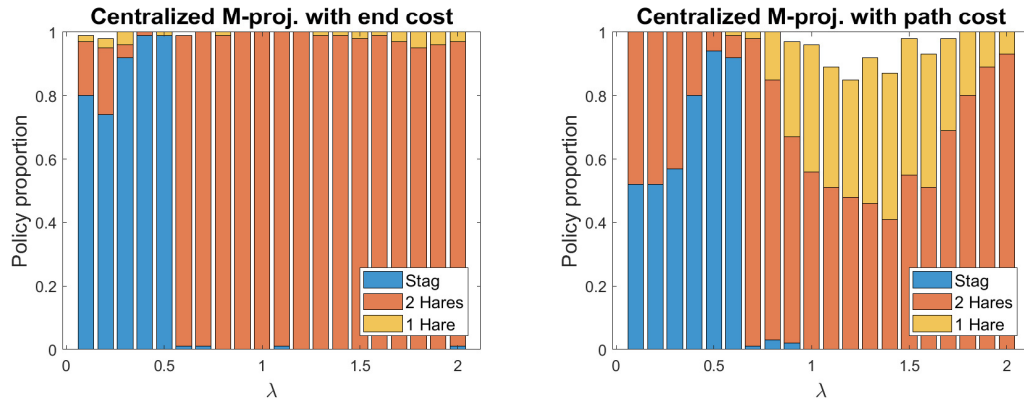 Centralized M-proj. with end cost
Policy proportion
1
0.8
0.6
0.4
0.2
0
0
0.5
1
1.5
2
λ
Stag
2 Hares
1 Hare
Centralized M-proj. with path cost
Policy proportion
1
0.8
0.6
0.4
0.2
0
0
0.5
1
1.5
2
λ
Stag
2 Hares
1 Hare